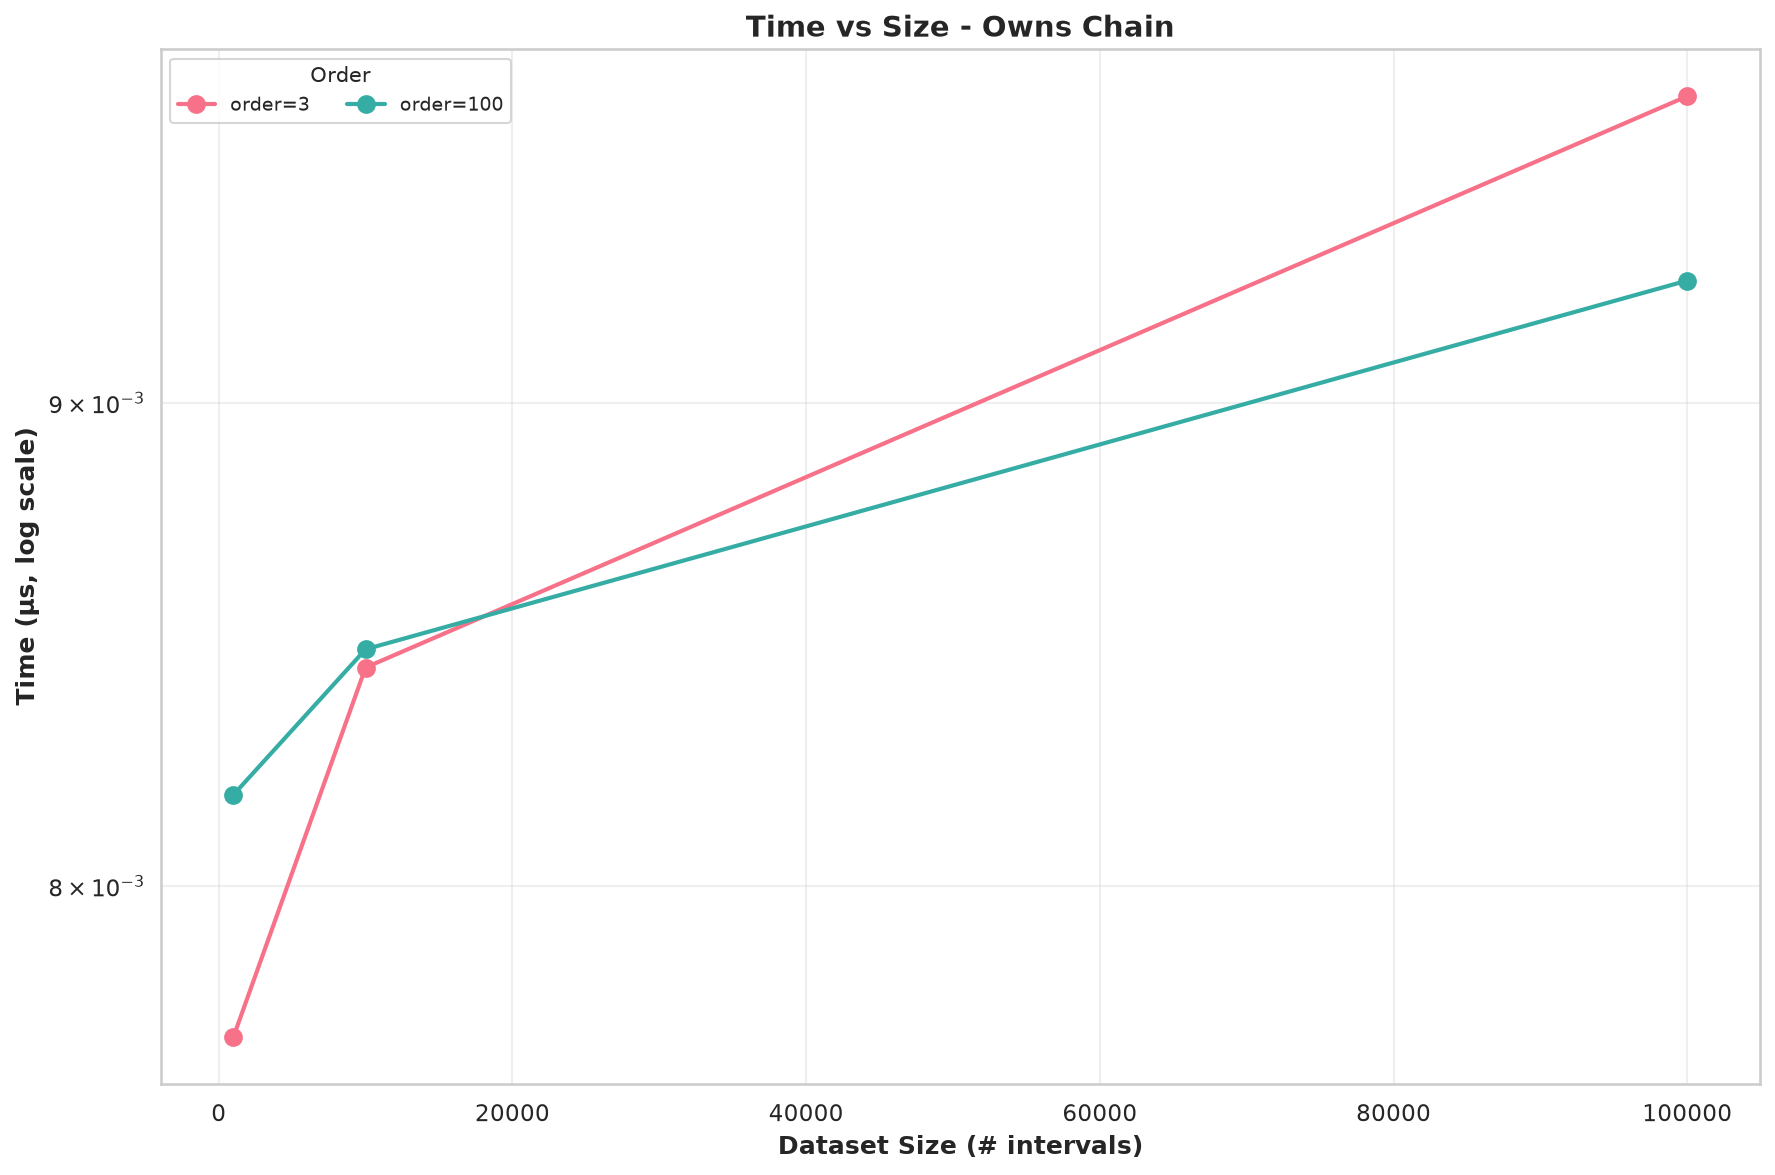 Time vs Size - Owns Chain
Order
order=3 order=100
9 × 10⁻³
8 × 10⁻³
Time (µs, log scale)
0 20000 40000 60000 80000 100000
Dataset Size (# intervals)